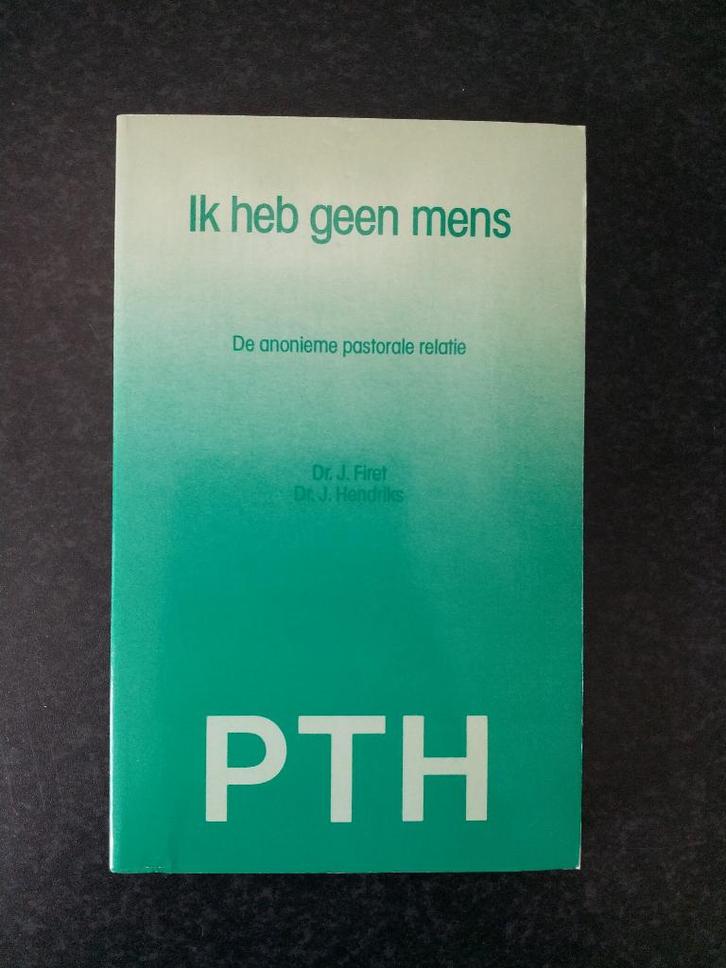 Ik heb geen mens
De anonieme pastorale relatie
Dr. J. Firet
Dr. J. Hendriks
PTH